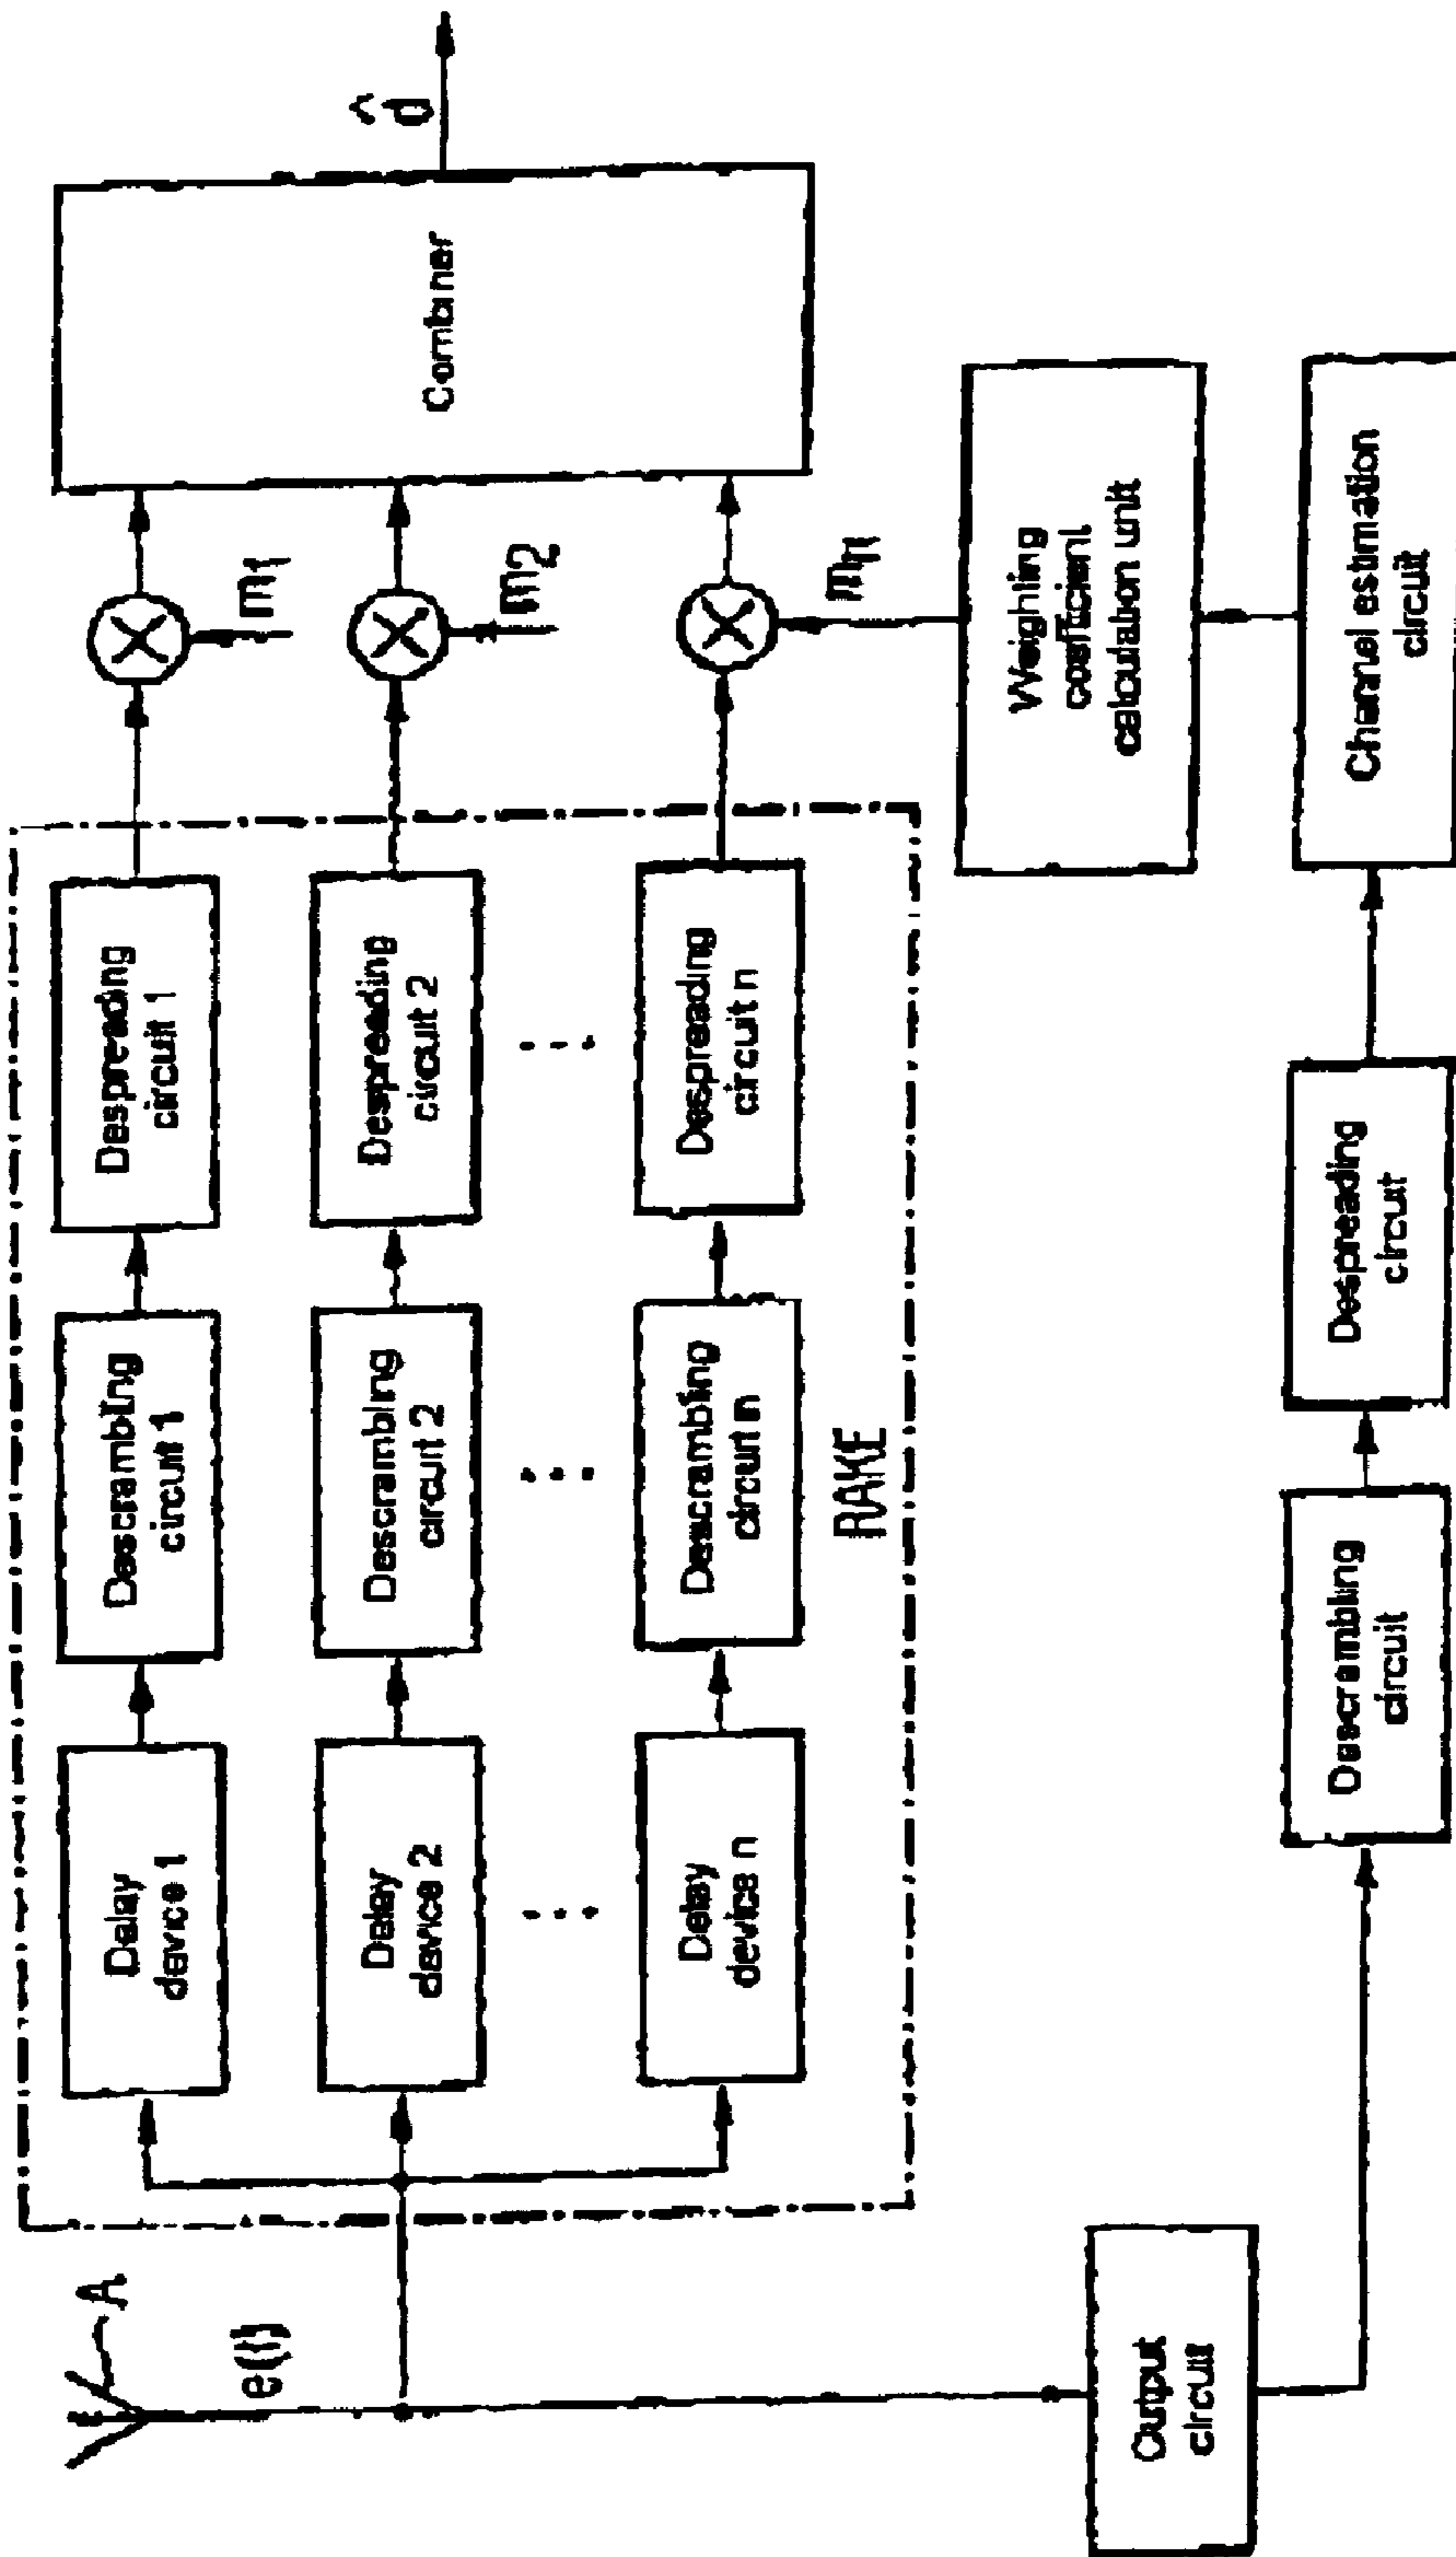 A
e(t)
Delay
device 1
Descrambling
circuit 1
Despreading
circuit 1
m1
Delay
device 2
Descrambling
circuit 2
Despreading
circuit 2
m2
Delay
device n
Descrambling
circuit n
Despreading
circuit n
mn
Combiner
d̂
RAKE
Weighting
coefficient
calculation unit
Output
circuit
Descrambling
circuit
Despreading
circuit
Channel estimation
circuit